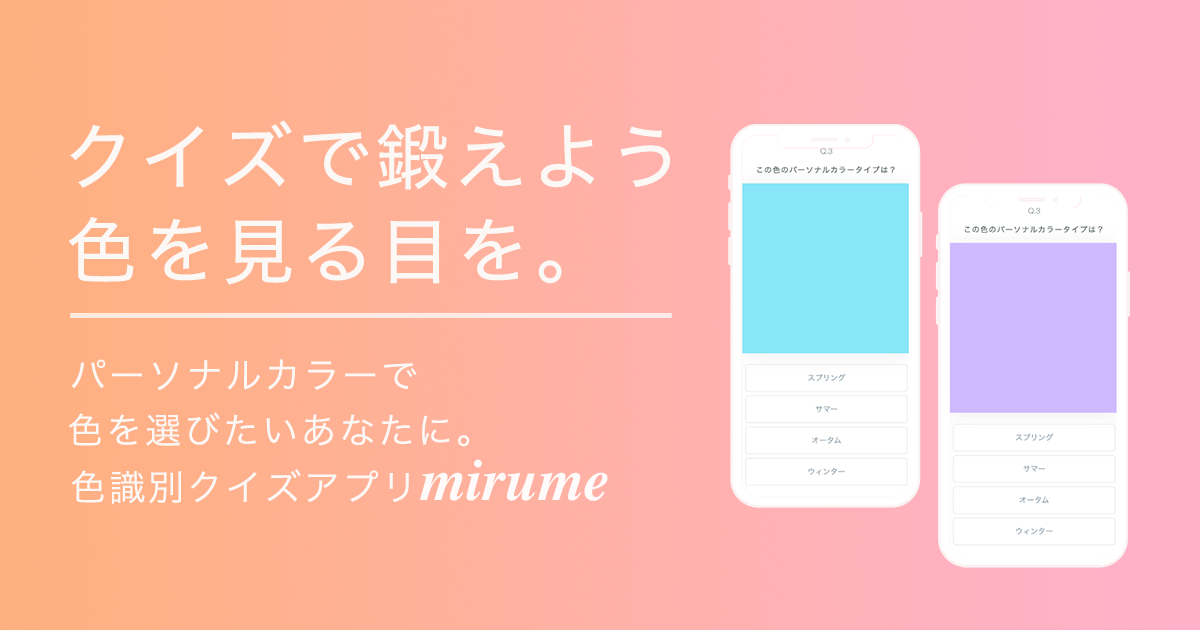 クイズで鍛えよう
色を見る目を。
パーソナルカラーで
色を選びたいあなたに。
色識別クイズアプリmirume
Q.3
この色のパーソナルカラータイプは？
スプリング
サマー
オータム
ウィンター
Q.3
この色のパーソナルカラータイプは？
スプリング
サマー
オータム
ウィンター